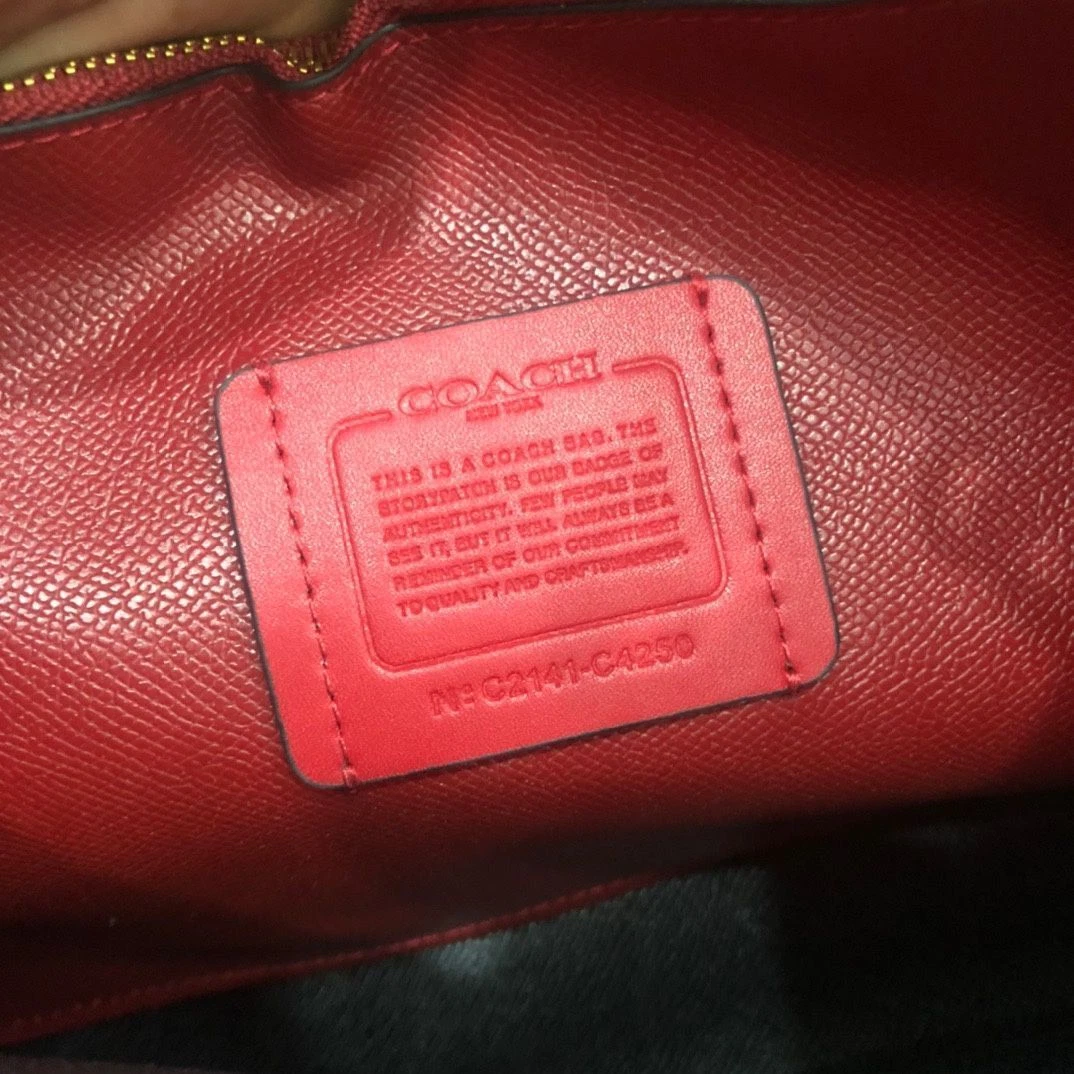 COACH
NEW YORK
THIS IS A COACH BAG. THE
STORYPATCH IS OUR BADGE OF
AUTHENTICITY. FEW PEOPLE MAY
SEE IT, BUT IT WILL ALWAYS BE A
REMINDER OF OUR COMMITMENT
TO QUALITY AND CRAFTSMANSHIP.
Nº C2141-C4250